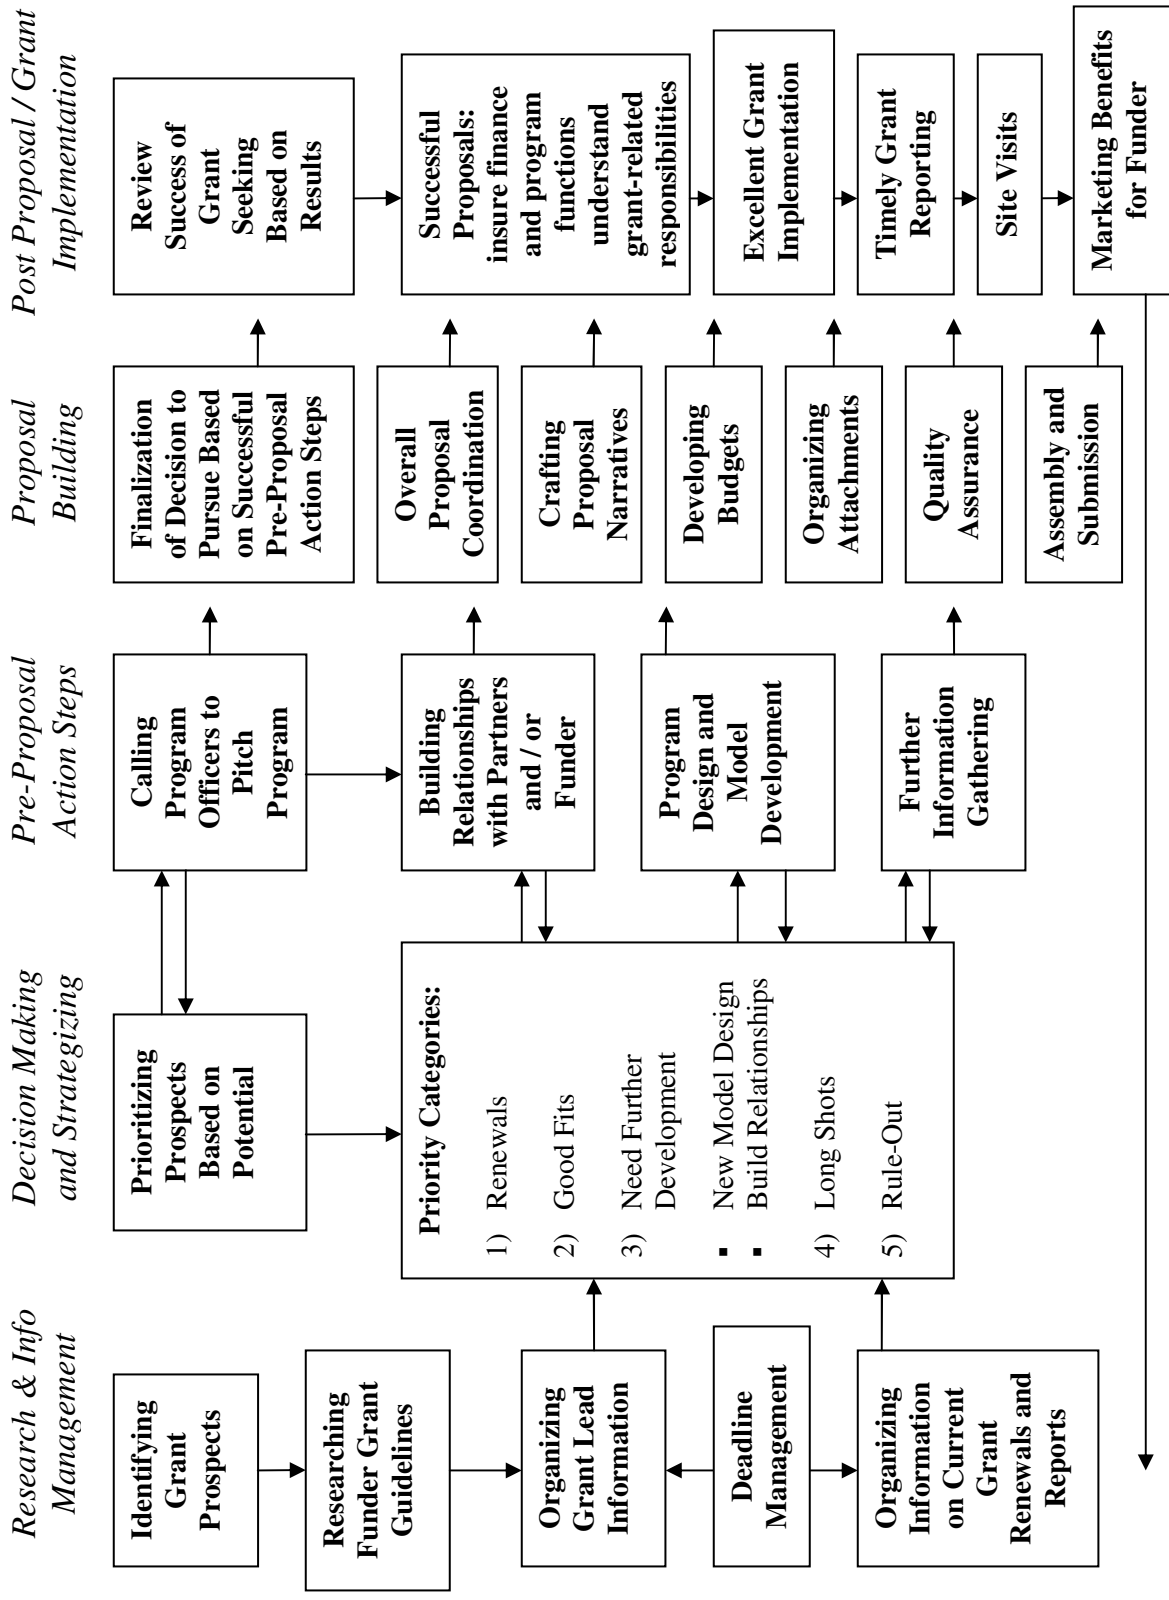 Research & Info
Management
Decision Making
and Strategizing
Pre-Proposal
Action Steps
Proposal
Building
Post Proposal / Grant
Implementation
Identifying
Grant
Prospects
Researching
Funder Grant
Guidelines
Organizing
Grant Lead
Information
Deadline
Management
Organizing
Information
on Current
Grant
Renewals and
Reports
Prioritizing
Prospects
Based on
Potential
Priority Categories:
1) Renewals
2) Good Fits
3) Need Further
Development
▪ New Model Design
▪ Build Relationships
4) Long Shots
5) Rule-Out
Calling
Program
Officers to
Pitch
Program
Building
Relationships
with Partners
and / or
Funder
Program
Design and
Model
Development
Further
Information
Gathering
Finalization
of Decision to
Pursue Based
on Successful
Pre-Proposal
Action Steps
Overall
Proposal
Coordination
Crafting
Proposal
Narratives
Developing
Budgets
Organizing
Attachments
Quality
Assurance
Assembly and
Submission
Review
Success of
Grant
Seeking
Based on
Results
Successful
Proposals:
insure finance
and program
functions
understand
grant-related
responsibilities
Excellent Grant
Implementation
Timely Grant
Reporting
Site Visits
Marketing Benefits
for Funder